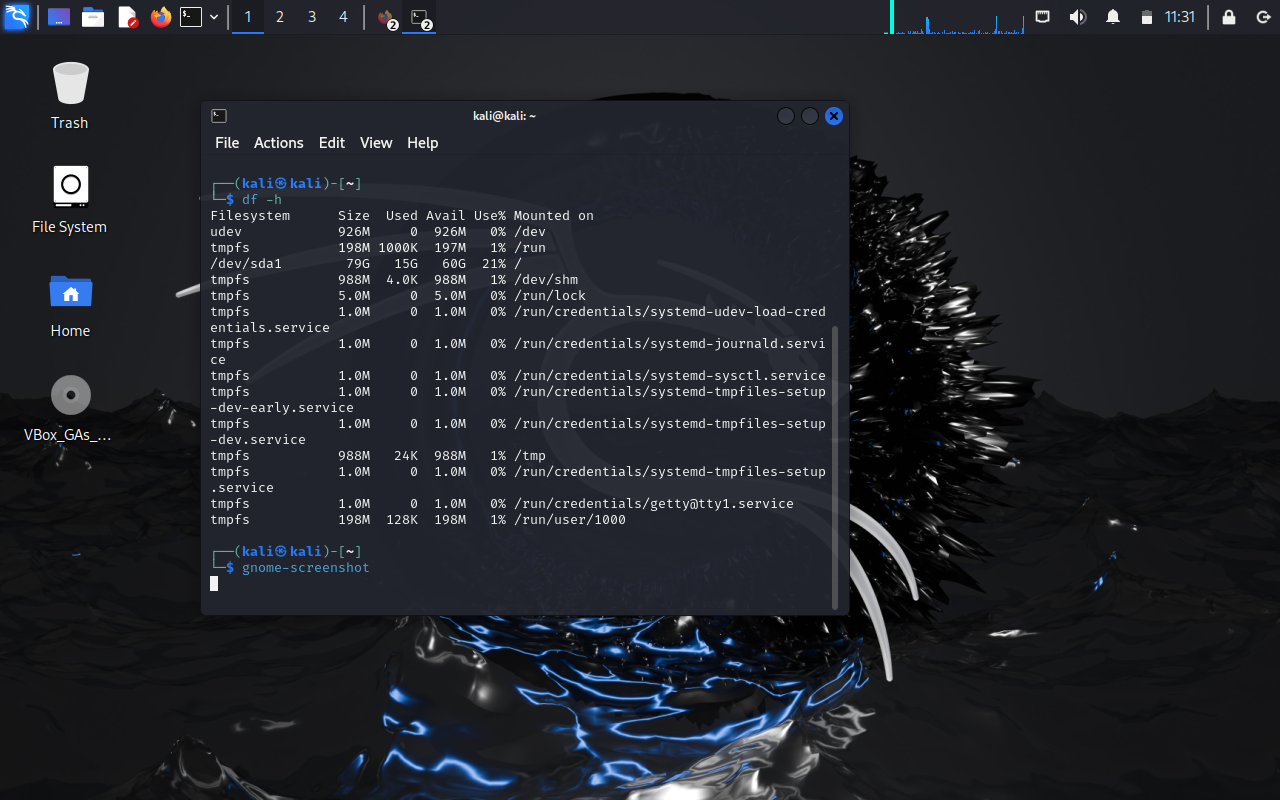 1 2 3 4 2 2 11:31
Trash
File System
Home
VBox_GAs_...
kali@kali: ~
File Actions Edit View Help
┌──(kali㉿kali)-[~]
└─$ df -h
Filesystem      Size  Used Avail Use% Mounted on
udev            926M     0  926M   0% /dev
tmpfs           198M 1000K  197M   1% /run
/dev/sda1        79G   15G   60G  21% /
tmpfs           988M  4.0K  988M   1% /dev/shm
tmpfs           5.0M     0  5.0M   0% /run/lock
tmpfs           1.0M     0  1.0M   0% /run/credentials/systemd-udev-load-cred
entials.service
tmpfs           1.0M     0  1.0M   0% /run/credentials/systemd-journald.servi
ce
tmpfs           1.0M     0  1.0M   0% /run/credentials/systemd-sysctl.service
tmpfs           1.0M     0  1.0M   0% /run/credentials/systemd-tmpfiles-setup
-dev-early.service
tmpfs           1.0M     0  1.0M   0% /run/credentials/systemd-tmpfiles-setup
-dev.service
tmpfs           988M   24K  988M   1% /tmp
tmpfs           1.0M     0  1.0M   0% /run/credentials/systemd-tmpfiles-setup
.service
tmpfs           1.0M     0  1.0M   0% /run/credentials/getty@tty1.service
tmpfs           198M  128K  198M   1% /run/user/1000
┌──(kali㉿kali)-[~]
└─$ gnome-screenshot